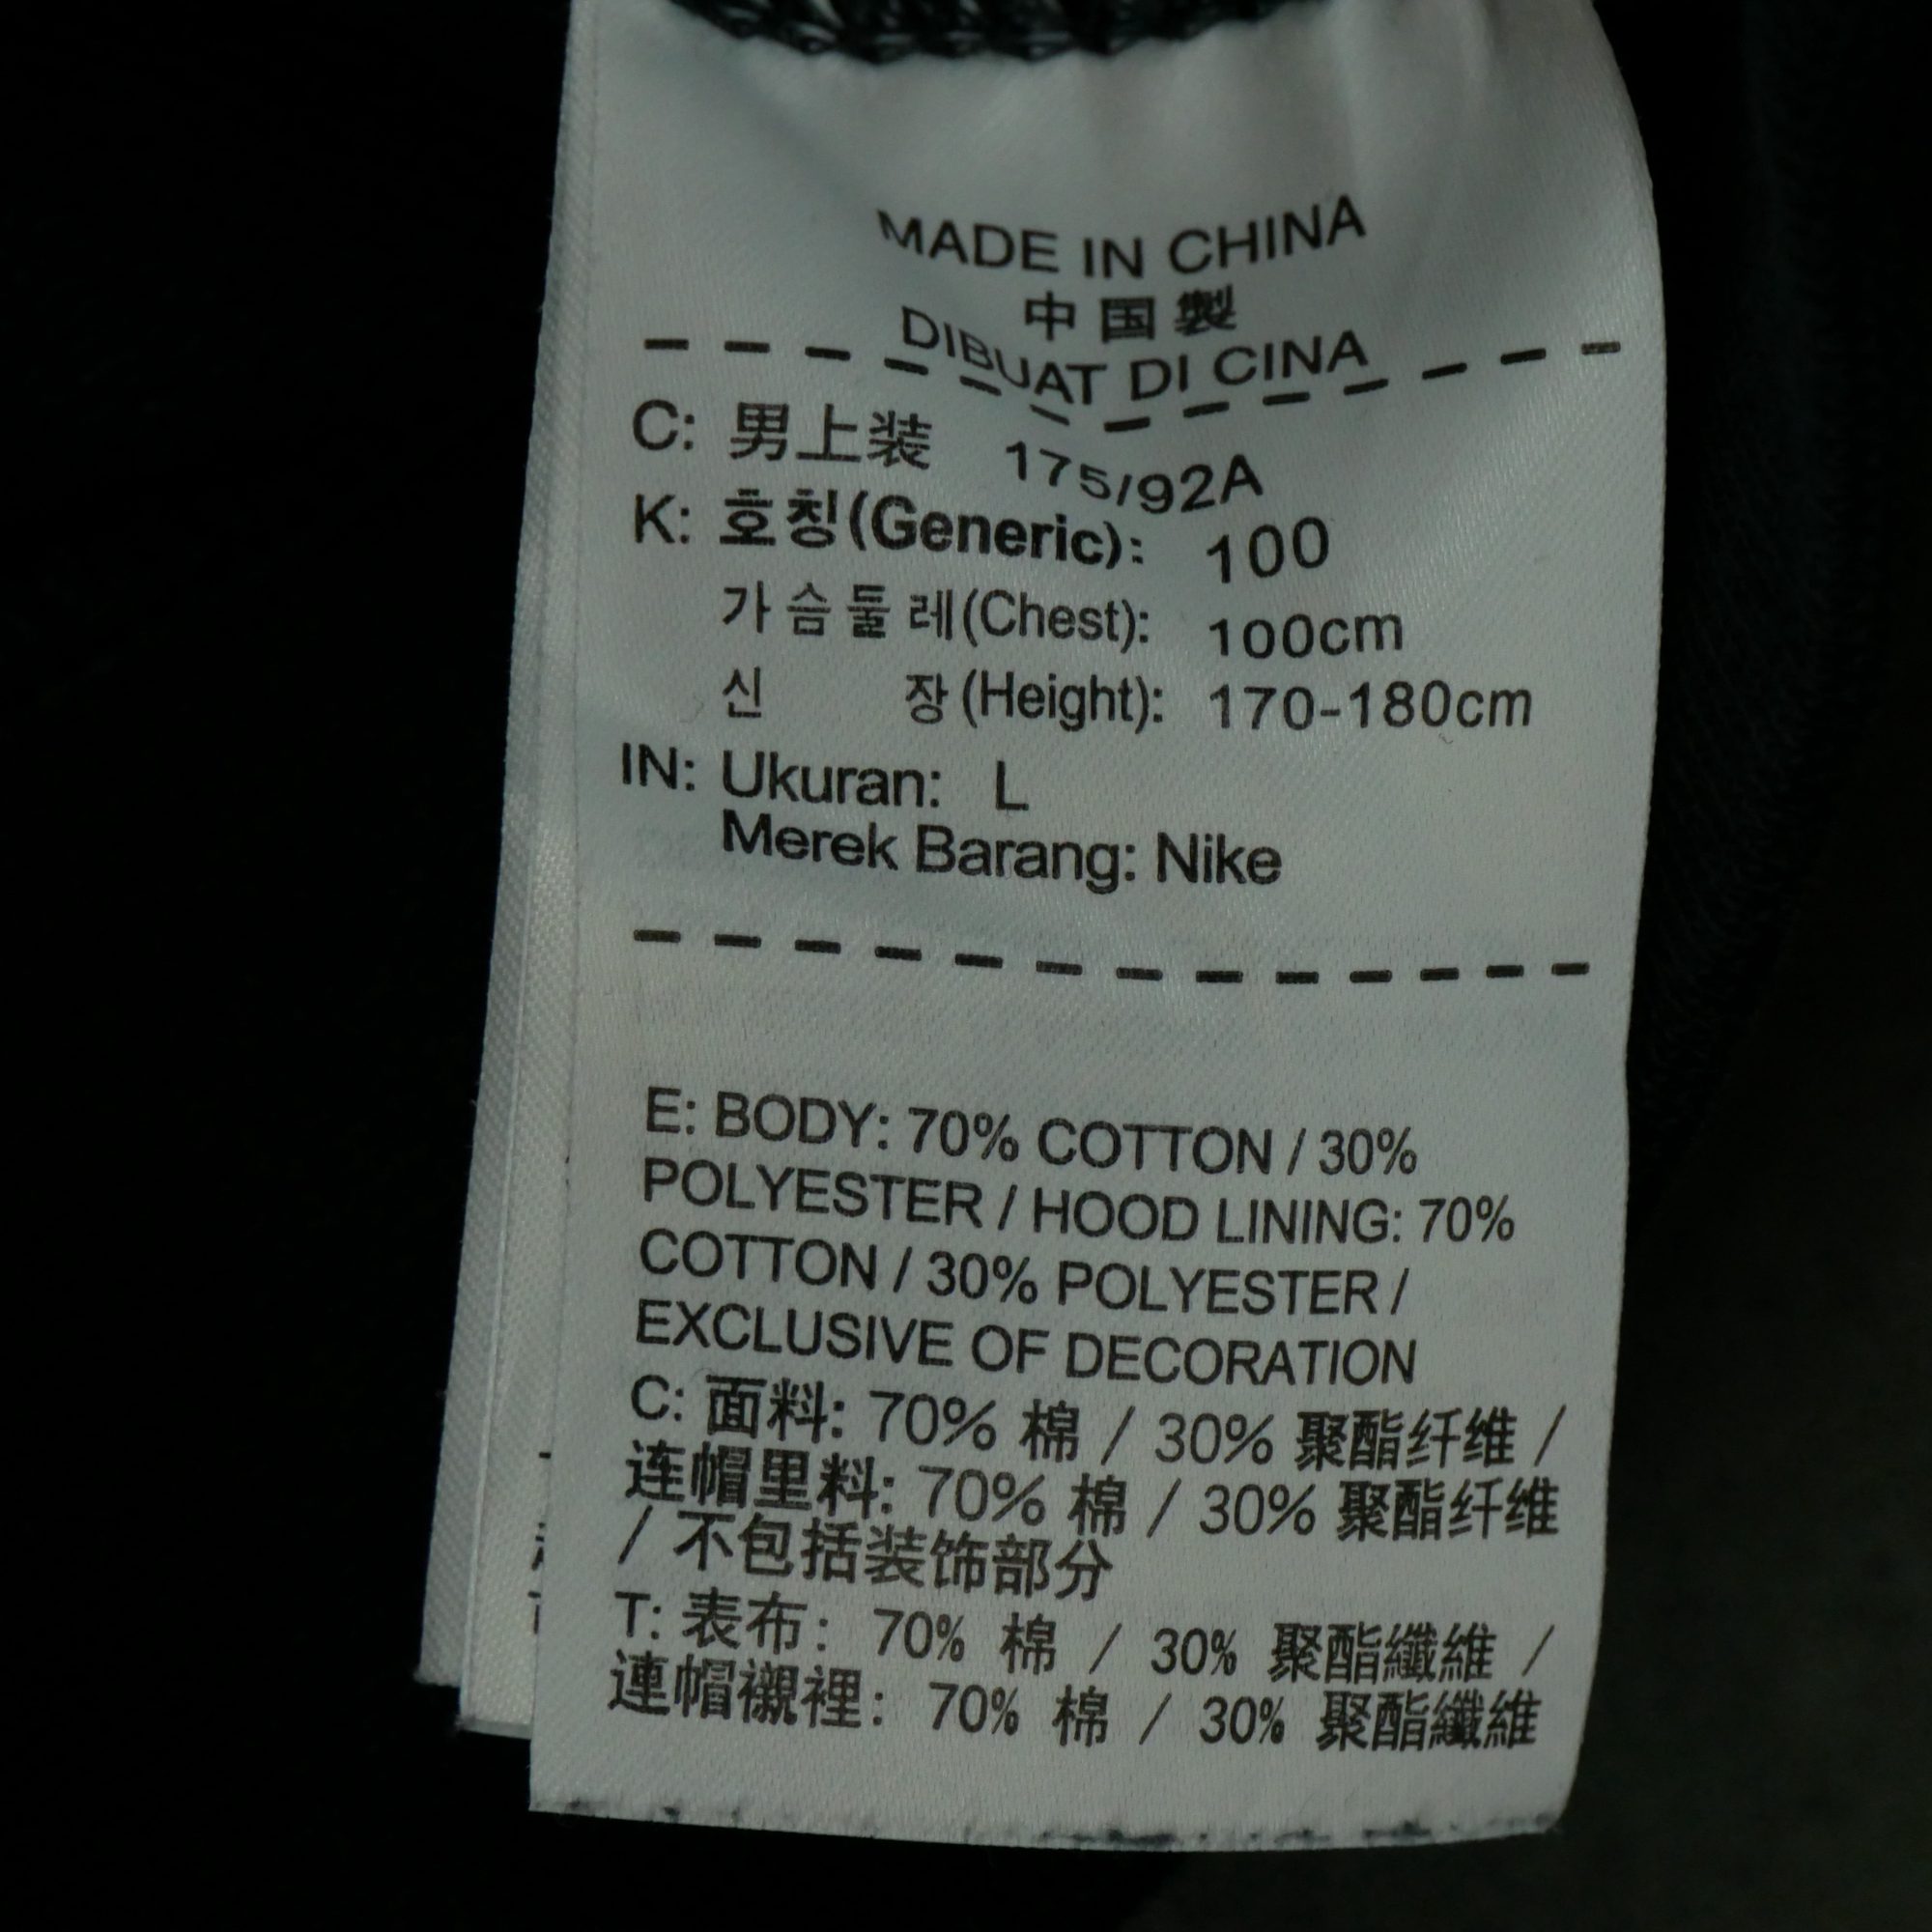 MADE IN CHINA
中国製
DIBUAT DI CINA
C: 男上装 175/92A
K: 호칭(Generic): 100
가슴둘레(Chest): 100cm
신 장(Height): 170-180cm
IN: Ukuran: L
Merek Barang: Nike
E: BODY: 70% COTTON / 30%
POLYESTER / HOOD LINING: 70%
COTTON / 30% POLYESTER /
EXCLUSIVE OF DECORATION
C: 面料: 70% 棉 / 30% 聚酯纤维 /
连帽里料: 70% 棉 / 30% 聚酯纤维
/ 不包括装饰部分
T: 表布: 70% 棉 / 30% 聚酯纖維 /
連帽襯裡: 70% 棉 / 30% 聚酯纖維